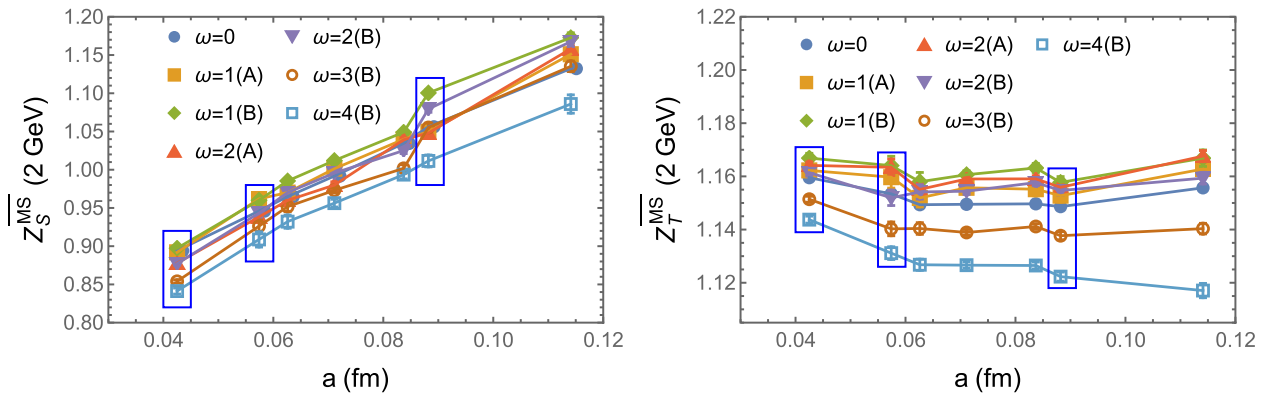 1.20
1.15
1.10
1.05
1.00
0.95
0.90
0.85
0.80
Z_S^MS (2 GeV)
ω=0
ω=1(A)
ω=1(B)
ω=2(A)
ω=2(B)
ω=3(B)
ω=4(B)
0.04 0.06 0.08 0.10 0.12
a (fm)
1.22
1.20
1.18
1.16
1.14
1.12
Z_T^MS (2 GeV)
ω=0
ω=1(A)
ω=1(B)
ω=2(A)
ω=2(B)
ω=3(B)
ω=4(B)
0.04 0.06 0.08 0.10 0.12
a (fm)